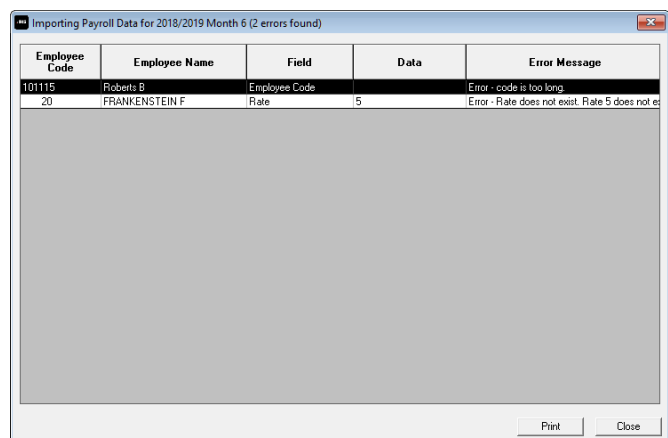 Importing Payroll Data for 2018/2019 Month 6 (2 errors found)
Employee Code Employee Name Field Data Error Message
101115 Roberts B Employee Code Error - code is too long.
20 FRANKENSTEIN F Rate 5 Error - Rate does not exist. Rate 5 does not e
Print Close